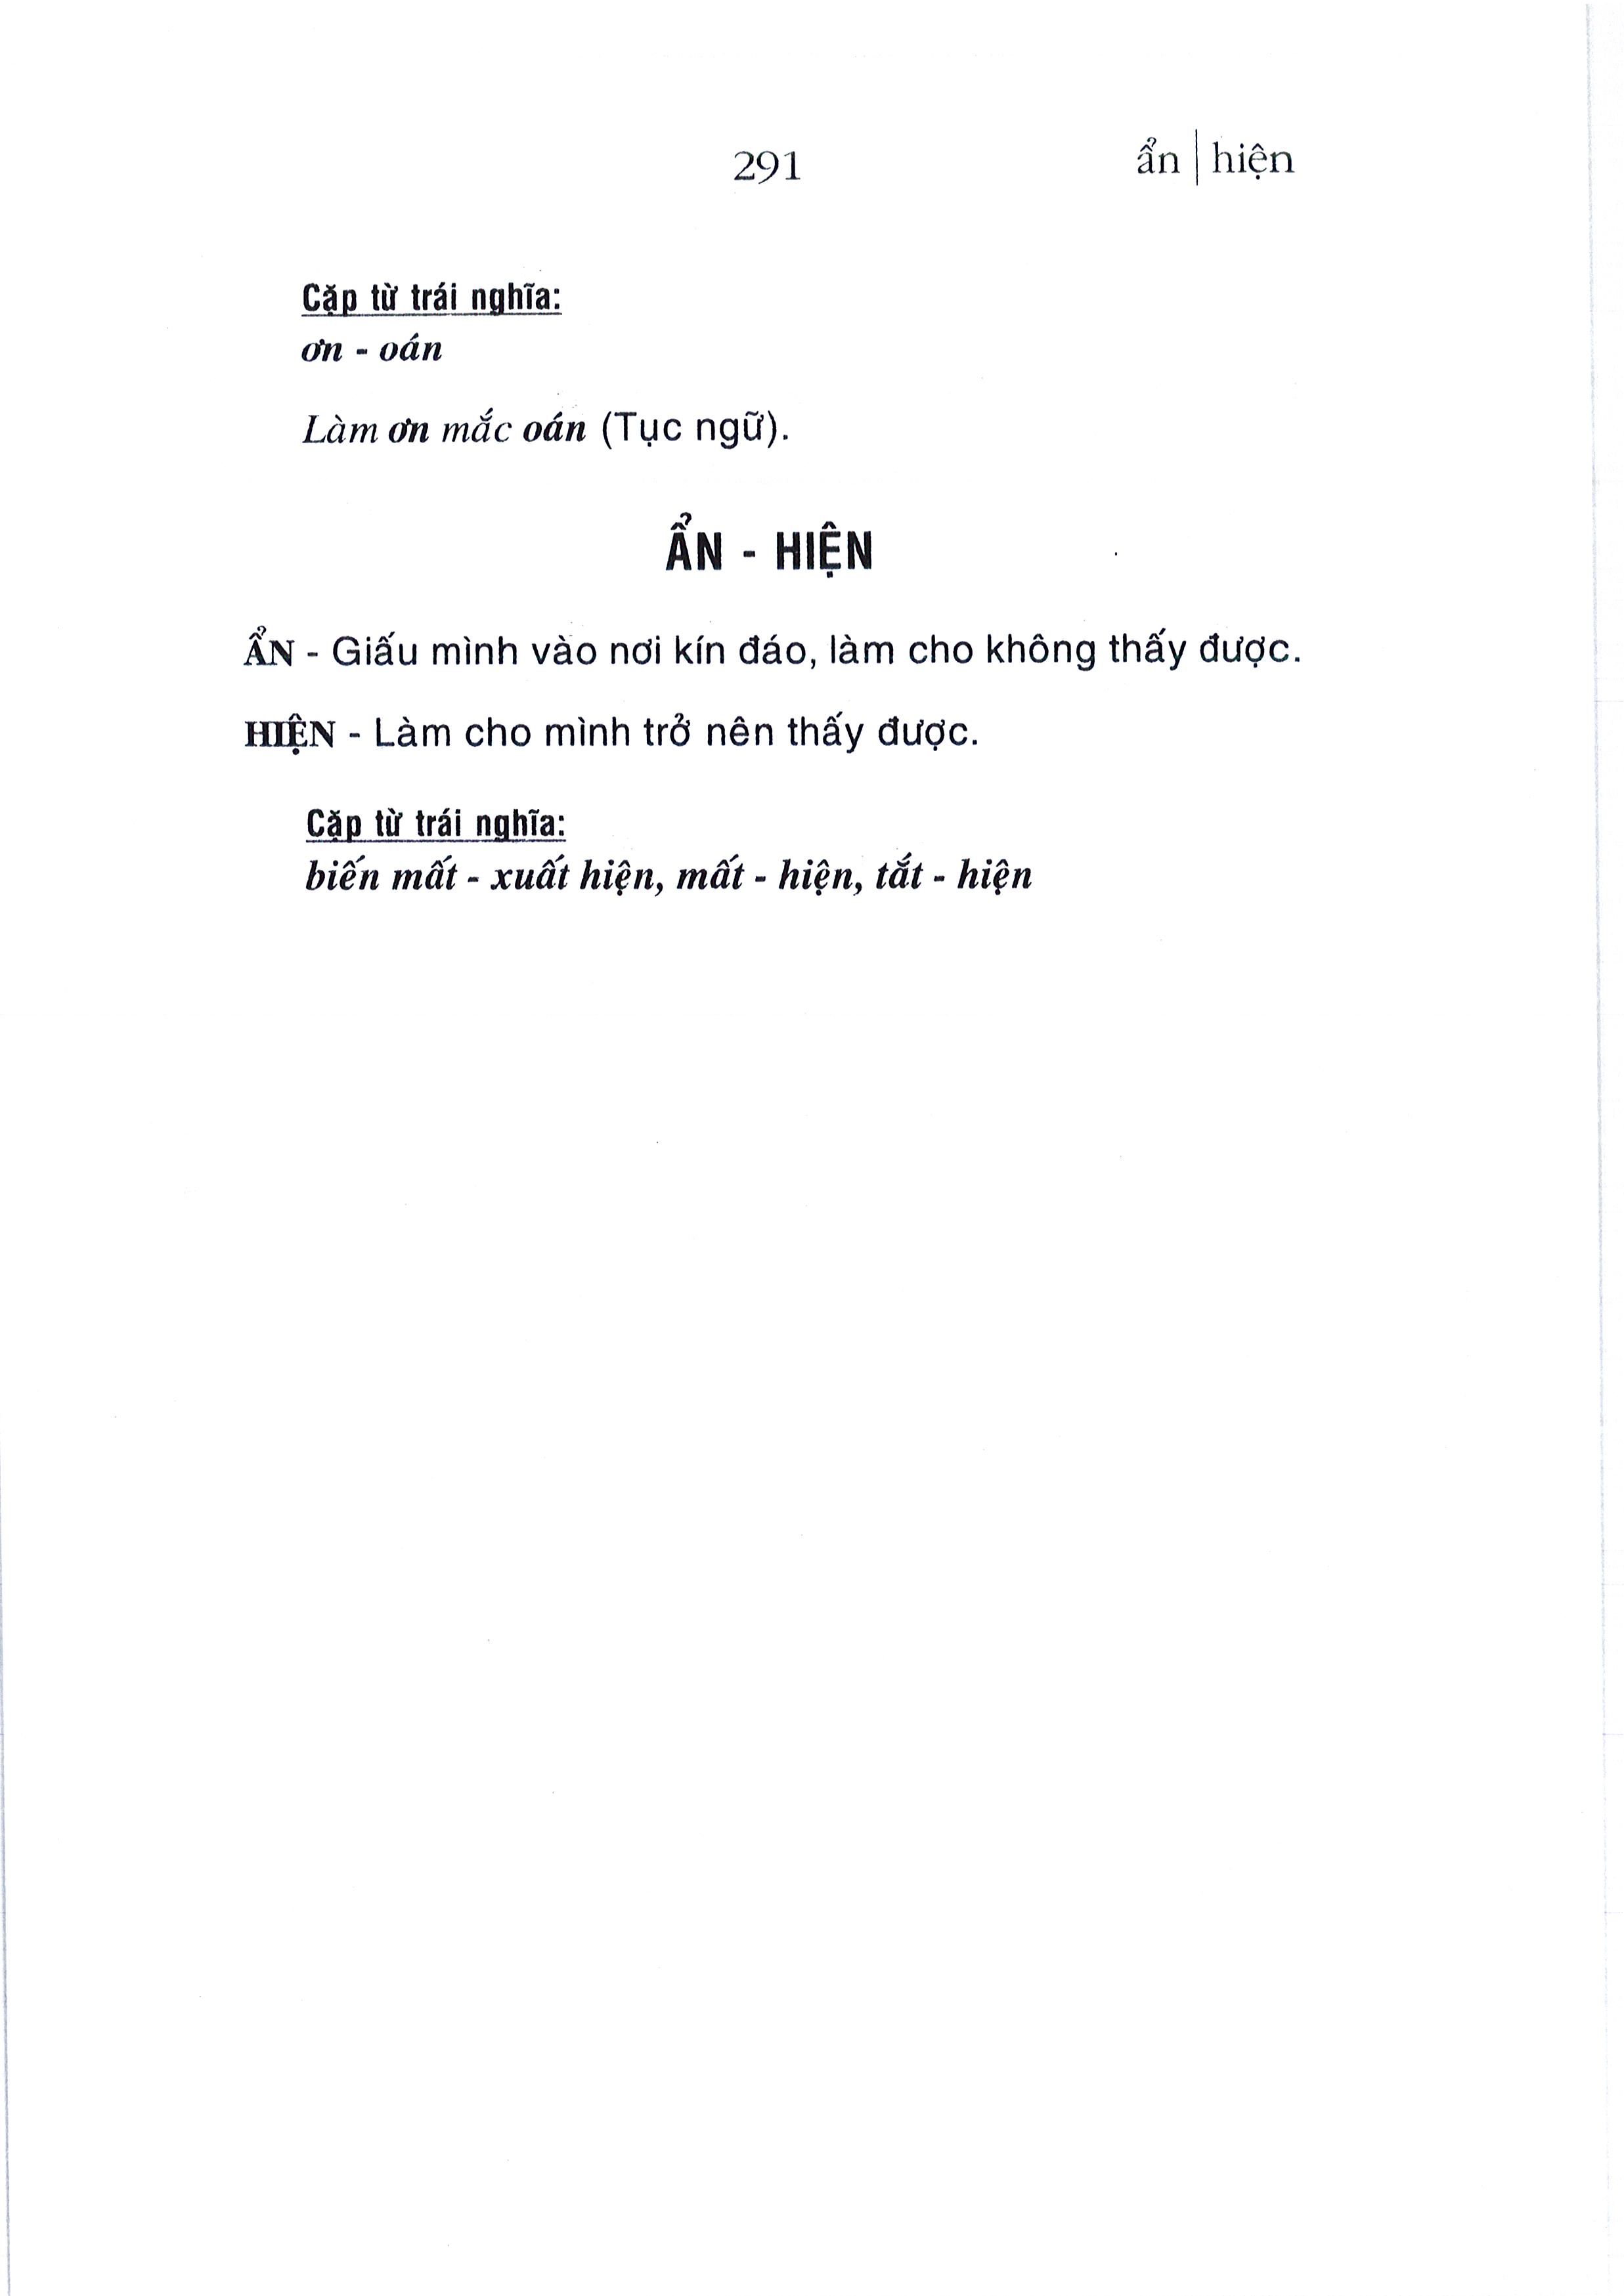 291
ẩn | hiện
Cặp từ trái nghĩa:
ơn - oán
Làm ơn mắc oán (Tục ngữ).
ẨN - HIỆN
ẨN - Giấu mình vào nơi kín đáo, làm cho không thấy được.
HIỆN - Làm cho mình trở nên thấy được.
Cặp từ trái nghĩa:
biến mất - xuất hiện, mất - hiện, tắt - hiện